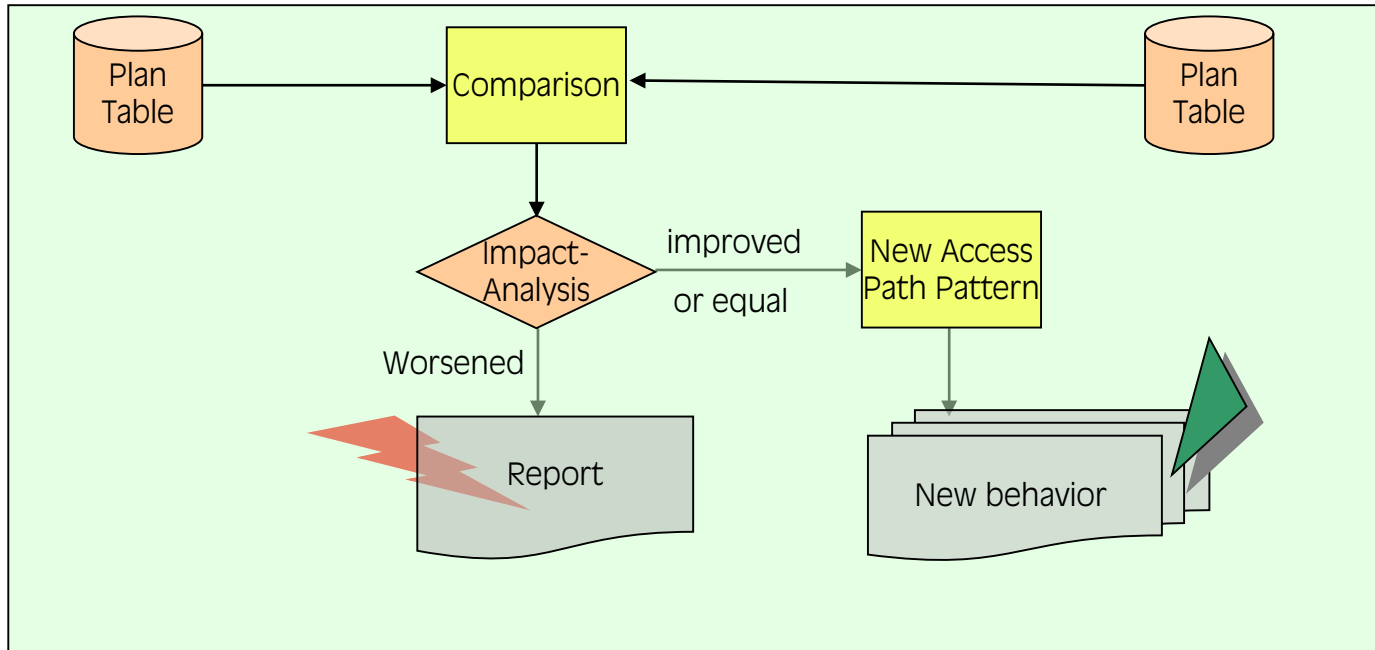 Plan
Table
Comparison
Plan
Table
Impact-
Analysis
improved
or equal
New Access
Path Pattern
Worsened
Report
New behavior